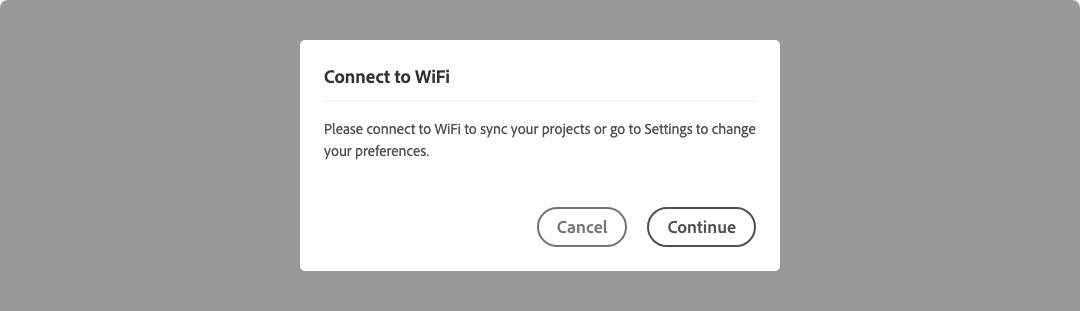 Connect to WiFi
Please connect to WiFi to sync your projects or go to Settings to change
your preferences.
Cancel
Continue